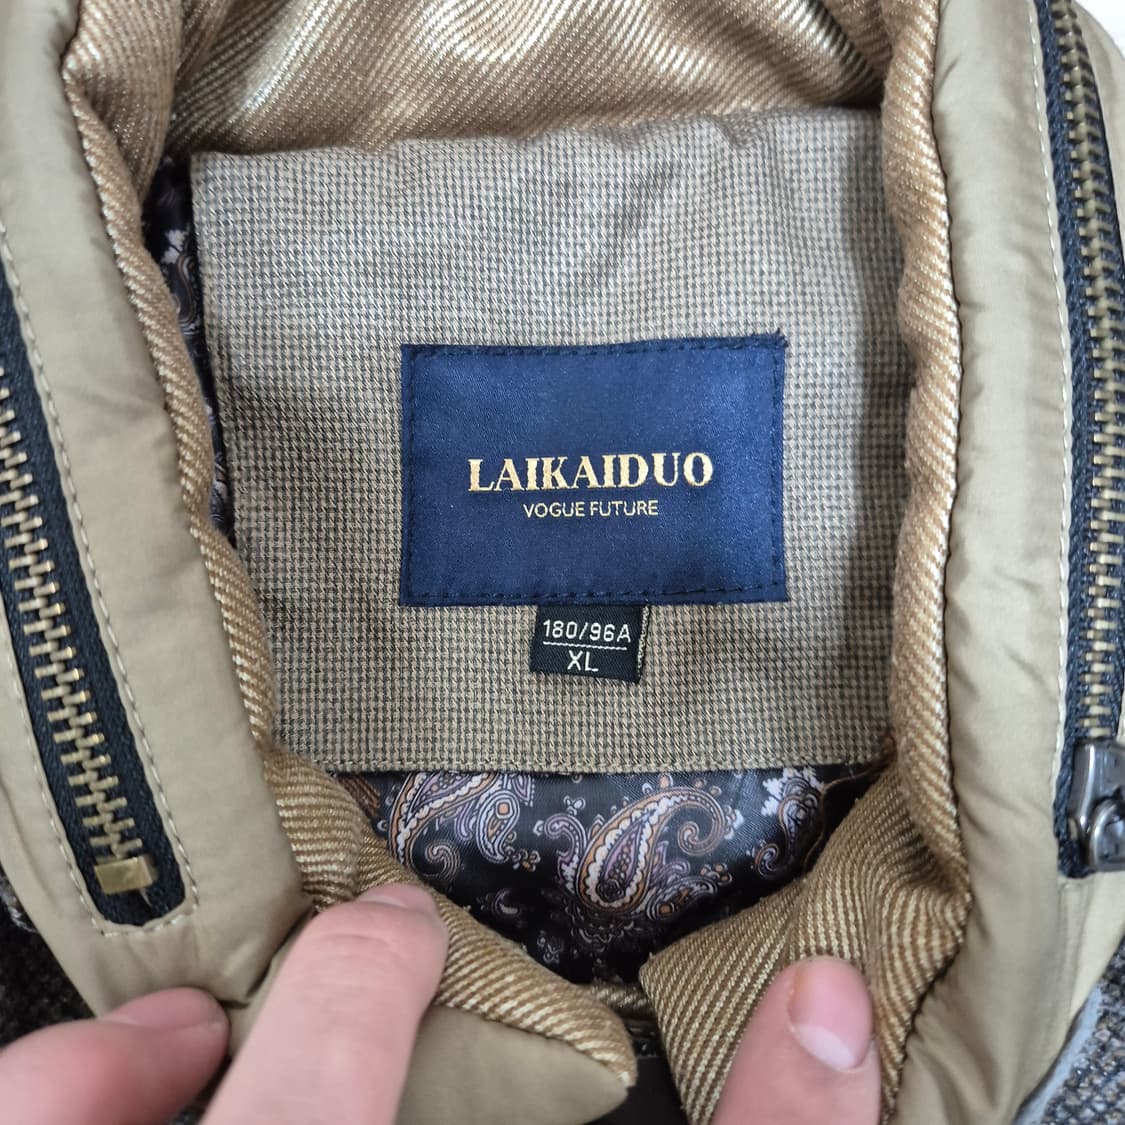 LAIKAIDUO
VOGUE FUTURE
180/96A
XL